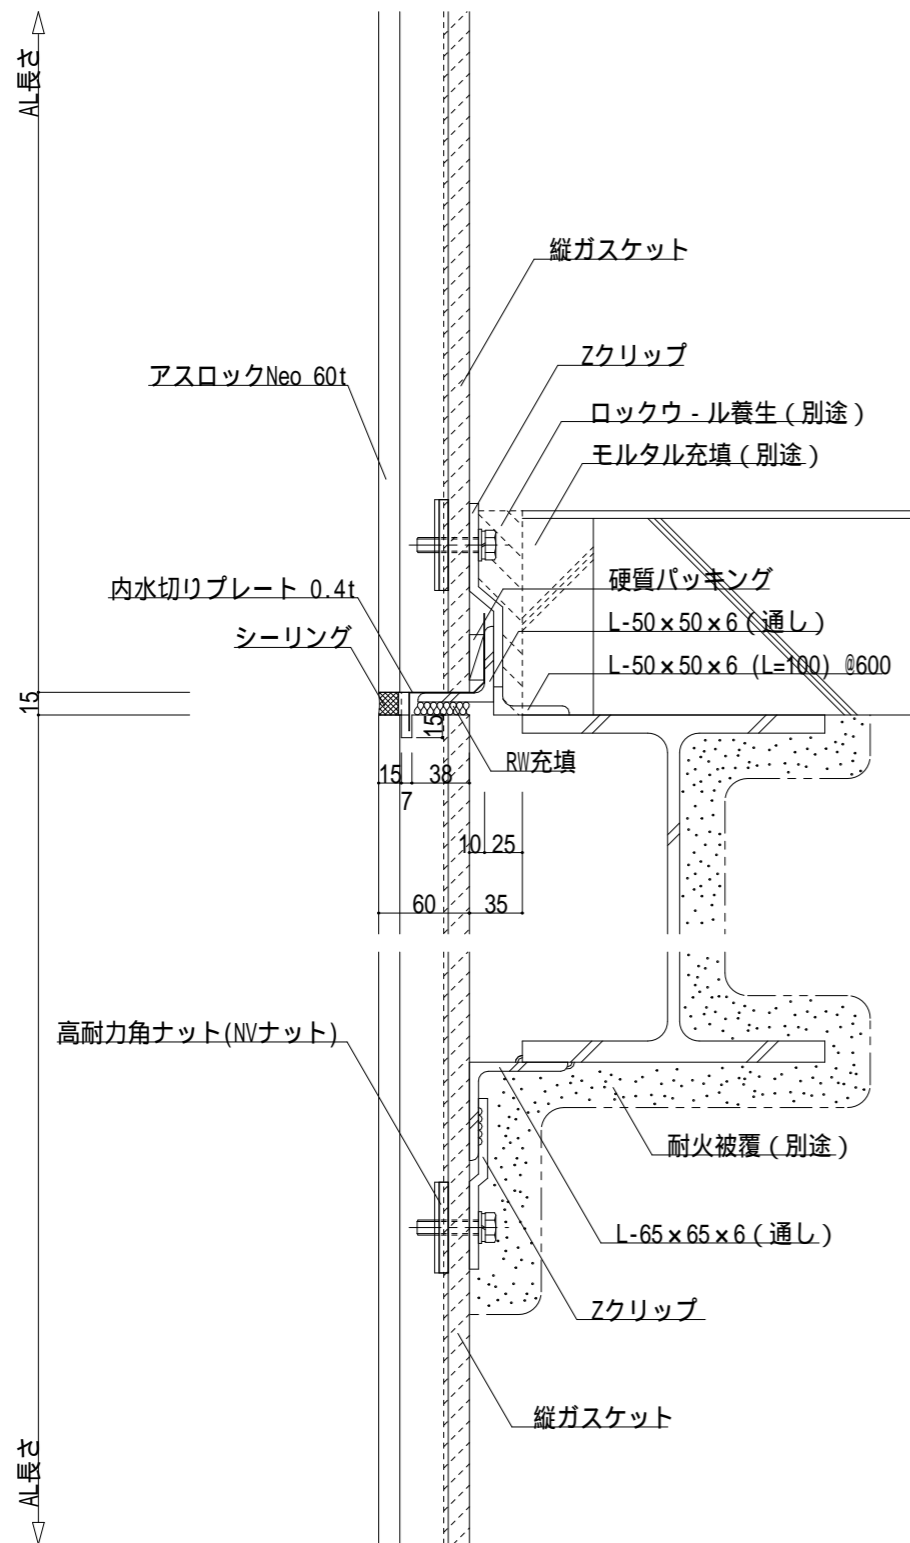 AL長さ
縦ガスケット
Zクリップ
アスロックNeo 60t
ロックウ-ル養生(別途)
モルタル充填(別途)
硬質パッキング
内水切りプレート 0.4t
L-50×50×6(通し)
シーリング
L-50×50×6 (L=100) @600
15
15
RW充填
15
38
7
10
25
60
35
高耐力角ナット(NVナット)
耐火被覆(別途)
L-65×65×6(通し)
Zクリップ
縦ガスケット
AL長さ